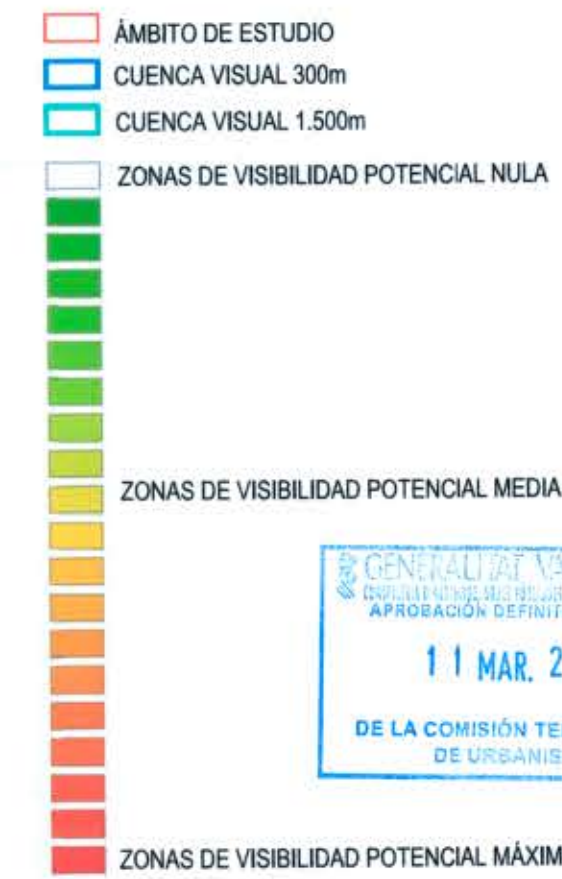 ÁMBITO DE ESTUDIO
CUENCA VISUAL 300m
CUENCA VISUAL 1.500m
ZONAS DE VISIBILIDAD POTENCIAL NULA
ZONAS DE VISIBILIDAD POTENCIAL MEDIA
GENERALITAT VA
APROBACIÓN DEFINIT
11 MAR. 2
DE LA COMISIÓN TE
DE URBANIS
ZONAS DE VISIBILIDAD POTENCIAL MÁXIM